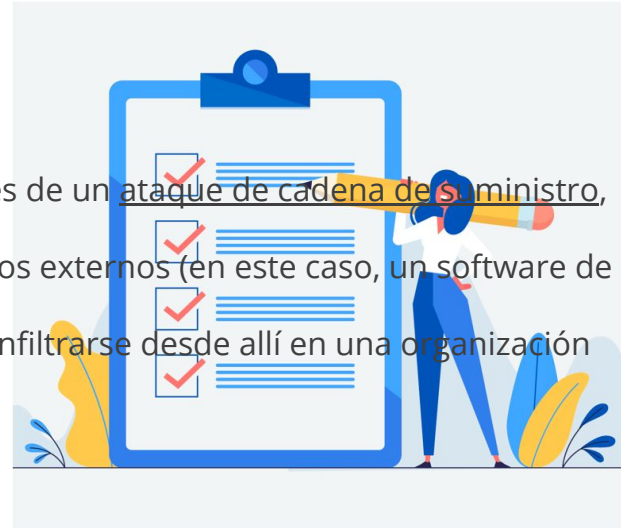 es de un ataque de cadena de suministro,
os externos (en este caso, un software de
nfiltrarse desde allí en una organización